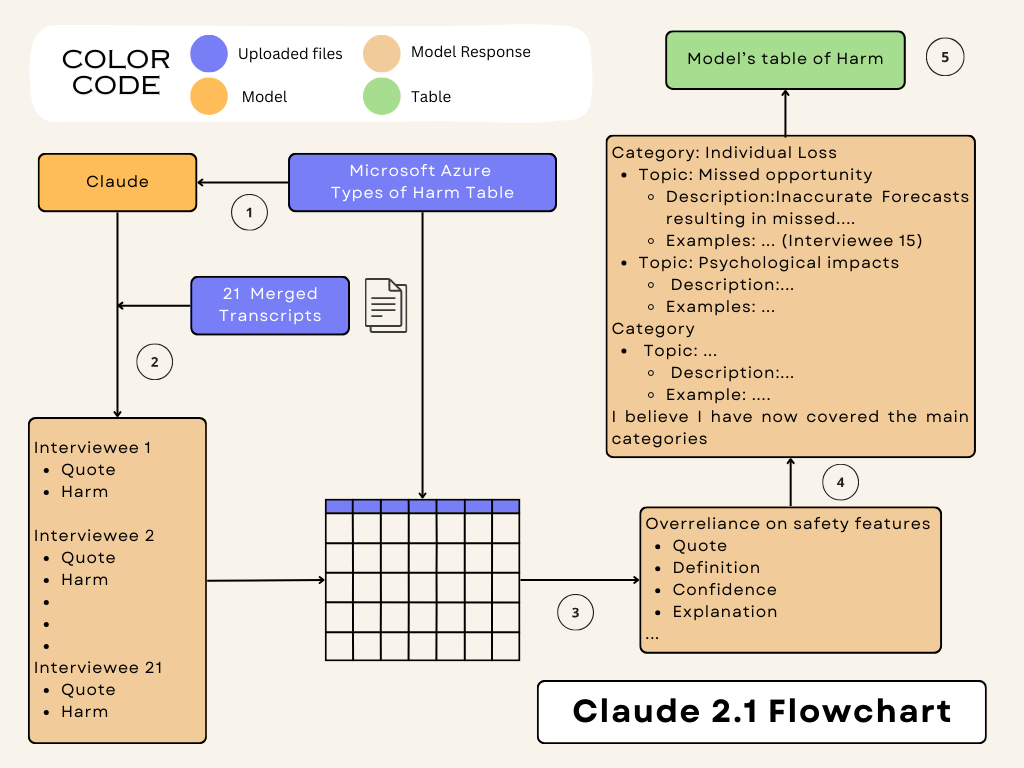 COLOR
CODE
Uploaded files
Model Response
Model
Table
Model's table of Harm
5
Claude
Microsoft Azure
Types of Harm Table
1
21 Merged
Transcripts
2
Interviewee 1
• Quote
• Harm
Interviewee 2
• Quote
• Harm
•
•
•
Interviewee 21
• Quote
• Harm
3
Overreliance on safety features
• Quote
• Definition
• Confidence
• Explanation
...
4
Category: Individual Loss
• Topic: Missed opportunity
○ Description:Inaccurate Forecasts
resulting in missed....
○ Examples: ... (Interviewee 15)
• Topic: Psychological impacts
○ Description:...
○ Examples: ...
Category
• Topic: ...
○ Description:...
○ Example: ....
I believe I have now covered the main
categories
Claude 2.1 Flowchart